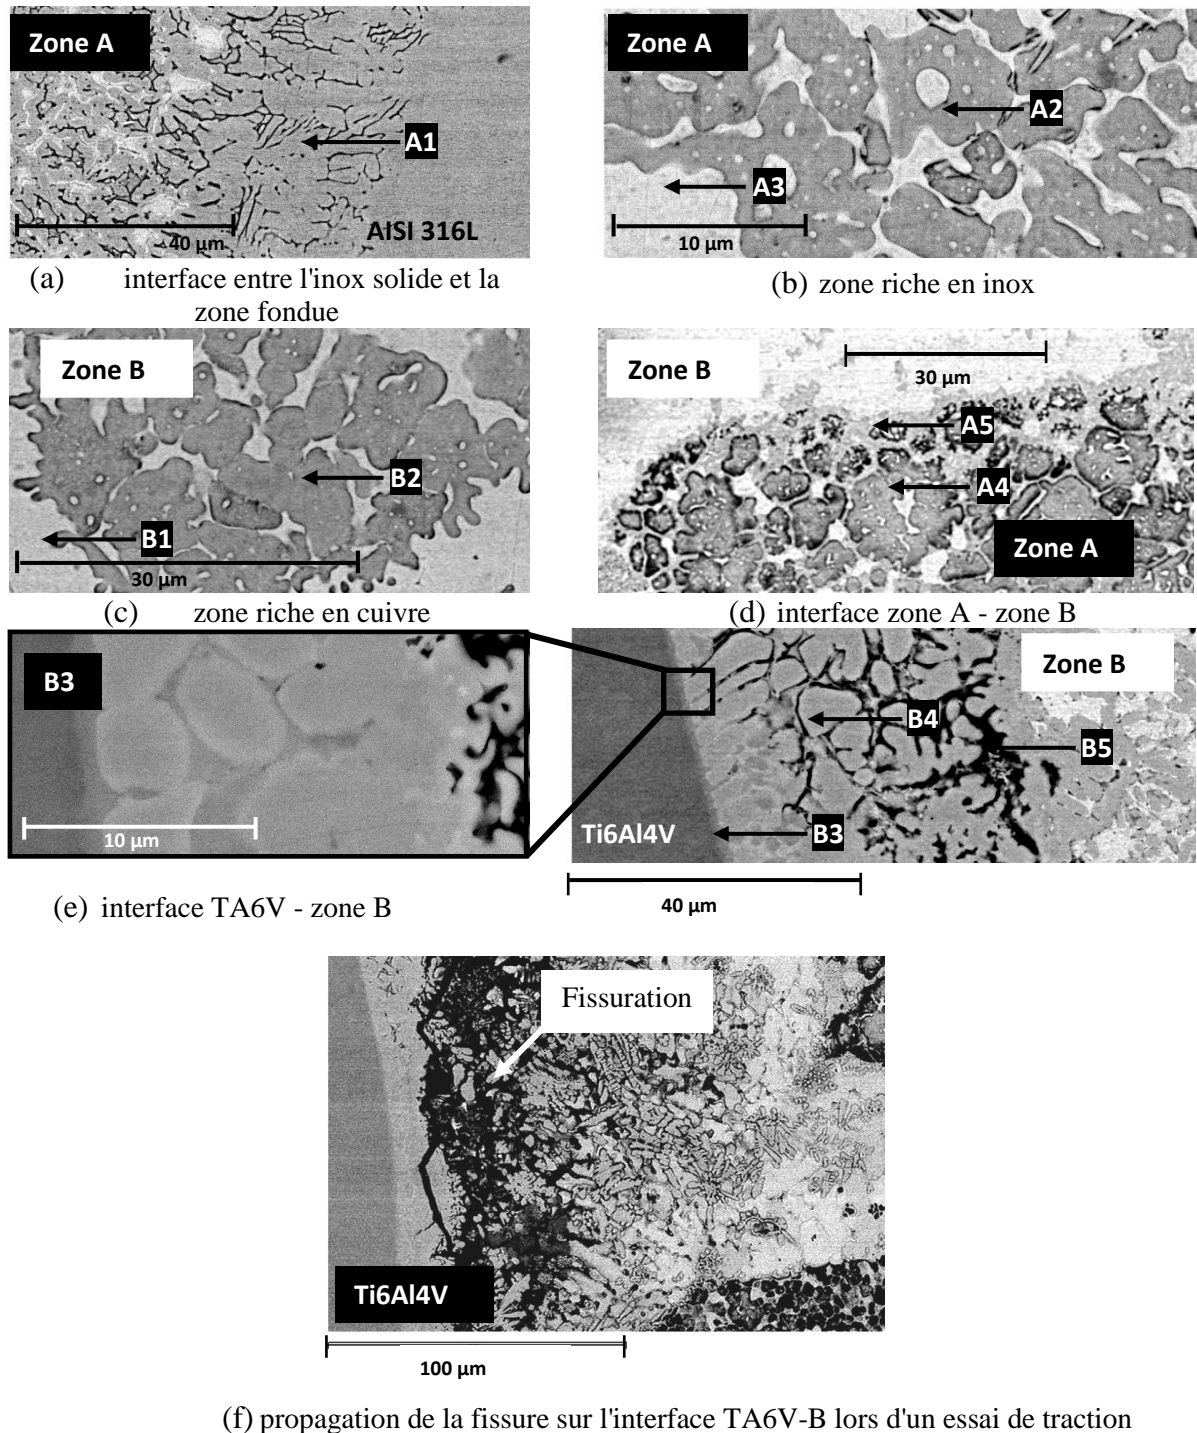 Zone A
A1
40 µm
AISI 316L
(a) interface entre l'inox solide et la
zone fondue
Zone A
A2
A3
10 µm
(b) zone riche en inox
Zone B
B2
B1
30 µm
(c) zone riche en cuivre
Zone B
30 µm
A5
A4
Zone A
(d) interface zone A - zone B
B3
10 µm
Zone B
B4
B5
Ti6Al4V
B3
40 µm
(e) interface TA6V - zone B
Fissuration
Ti6Al4V
100 µm
(f) propagation de la fissure sur l'interface TA6V-B lors d'un essai de traction